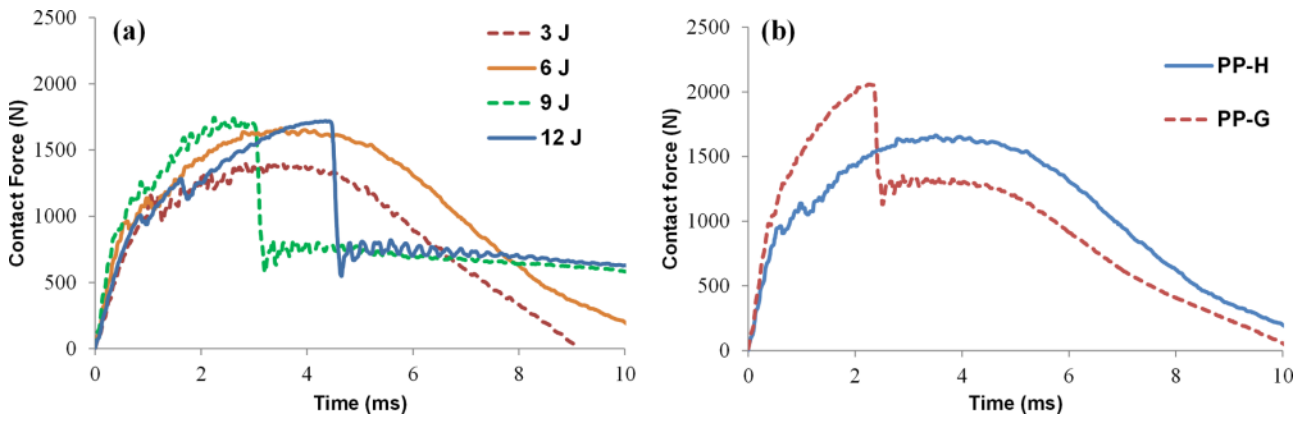 (a)
3 J
6 J
9 J
12 J
Contact Force (N)
2500
2000
1500
1000
500
0
0 2 4 6 8 10
Time (ms)
(b)
PP-H
PP-G
Contact force (N)
2500
2000
1500
1000
500
0
0 2 4 6 8 10
Time (ms)